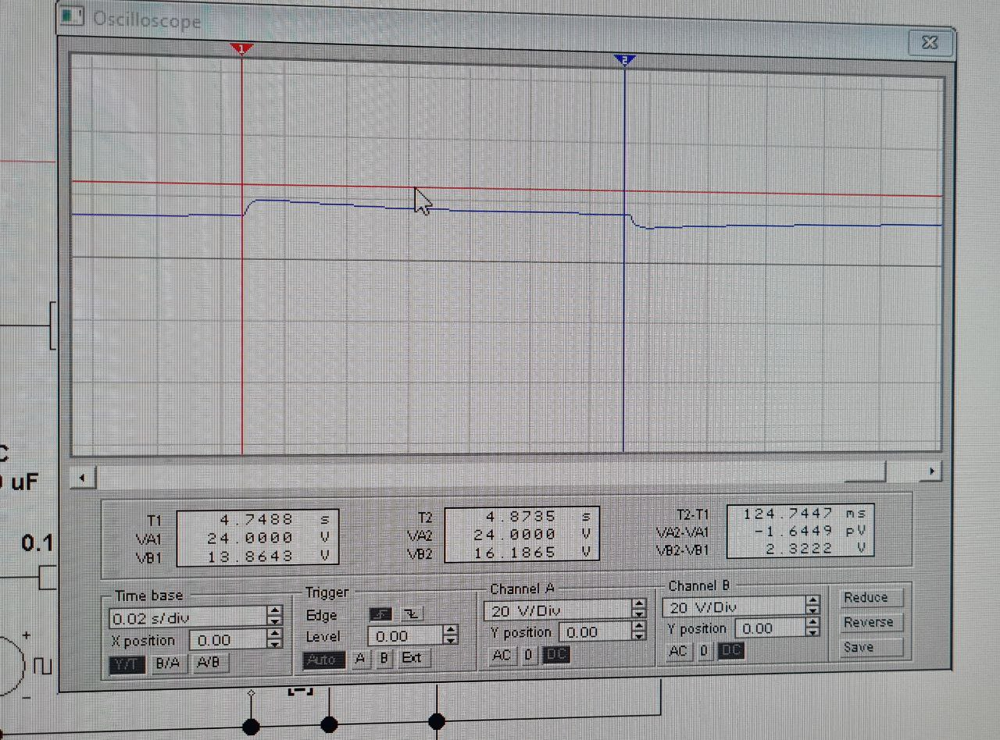 Oscilloscope
1
2
uF
0.1
T1 4.7488 s
VA1 24.0000 V
VB1 13.8643 V
T2 4.8735 s
VA2 24.0000 V
VB2 16.1865 V
T2-T1 124.7447 ms
VA2-VA1 -1.6449 pV
VB2-VB1 2.3222 V
Time base
0.02 s/div
X position 0.00
Y/T B/A A/B
Trigger
Edge
Level 0.00
Auto A B Ext
Channel A
20 V/Div
Y position 0.00
AC 0 DC
Channel B
20 V/Div
Y position 0.00
AC 0 DC
Reduce
Reverse
Save
+
-